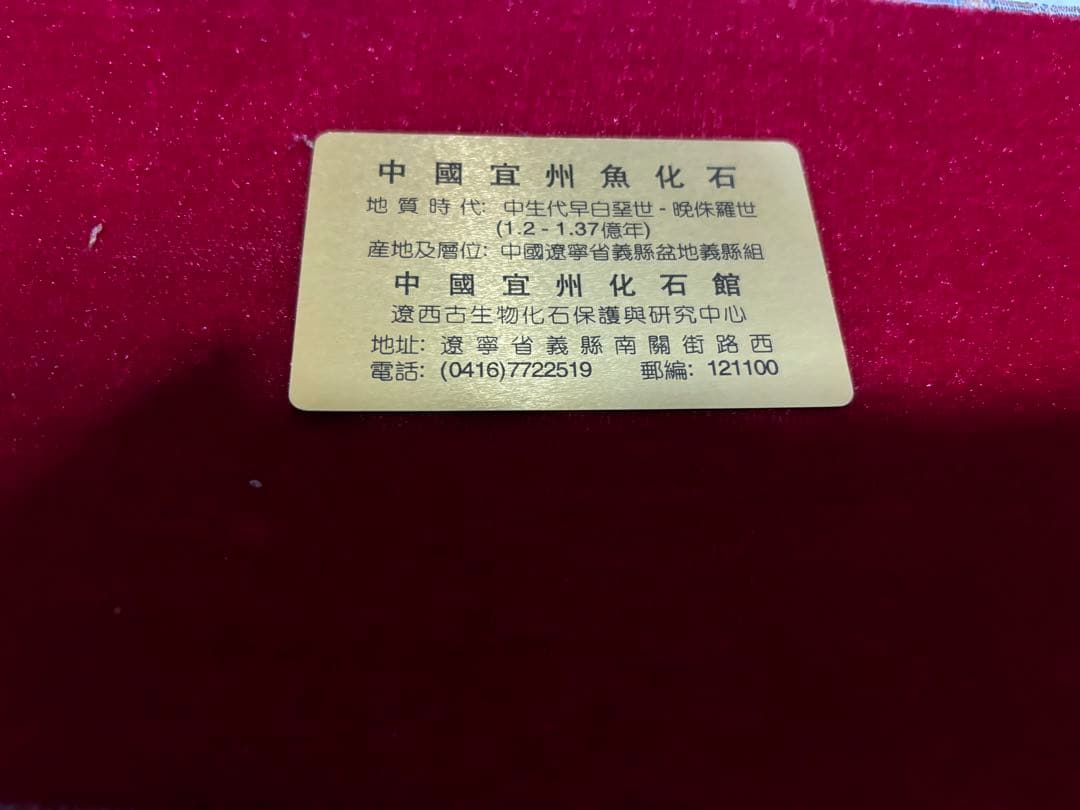 中國宜州魚化石
地質時代: 中生代早白堊世-晚侏羅世
(1.2-1.37億年)
産地及層位: 中國遼寧省義縣盆地義縣組
中國宜州化石館
遼西古生物化石保護與研究中心
地址: 遼寧省義縣南關街路西
電話: (0416)7722519 郵編: 121100